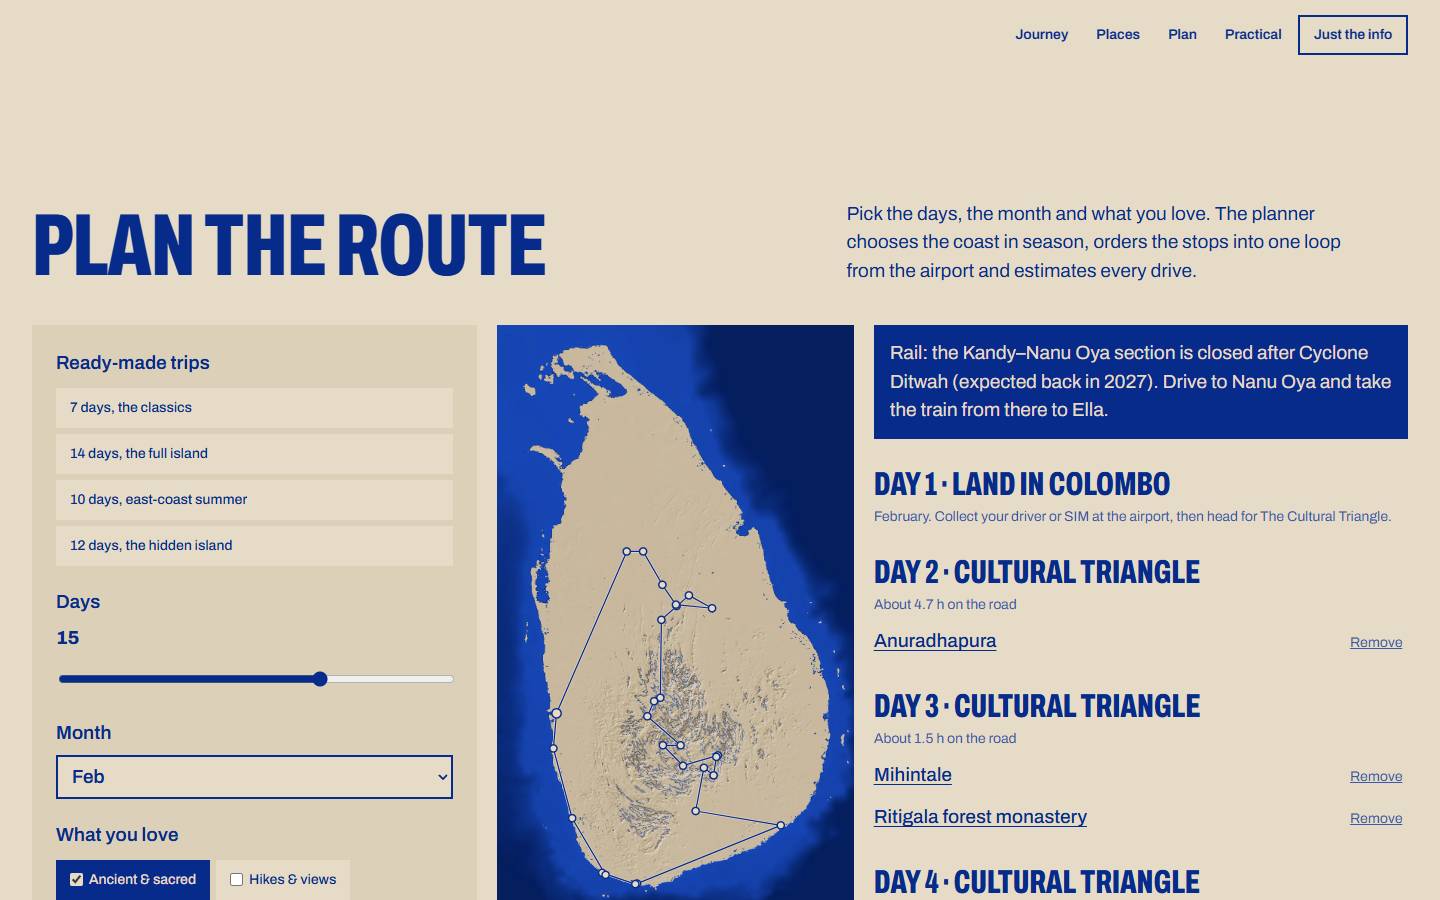 Journey
Places
Plan
Practical
Just the info
PLAN THE ROUTE
Pick the days, the month and what you love. The planner
chooses the coast in season, orders the stops into one loop
from the airport and estimates every drive.
Ready-made trips
7 days, the classics
14 days, the full island
10 days, east-coast summer
12 days, the hidden island
Days
15
Month
Feb
What you love
Ancient & sacred
Hikes & views
Rail: the Kandy–Nanu Oya section is closed after Cyclone
Ditwah (expected back in 2027). Drive to Nanu Oya and take
the train from there to Ella.
DAY 1 · LAND IN COLOMBO
February. Collect your driver or SIM at the airport, then head for The Cultural Triangle.
DAY 2 · CULTURAL TRIANGLE
About 4.7 h on the road
Anuradhapura
Remove
DAY 3 · CULTURAL TRIANGLE
About 1.5 h on the road
Mihintale
Remove
Ritigala forest monastery
Remove
DAY 4 · CULTURAL TRIANGLE